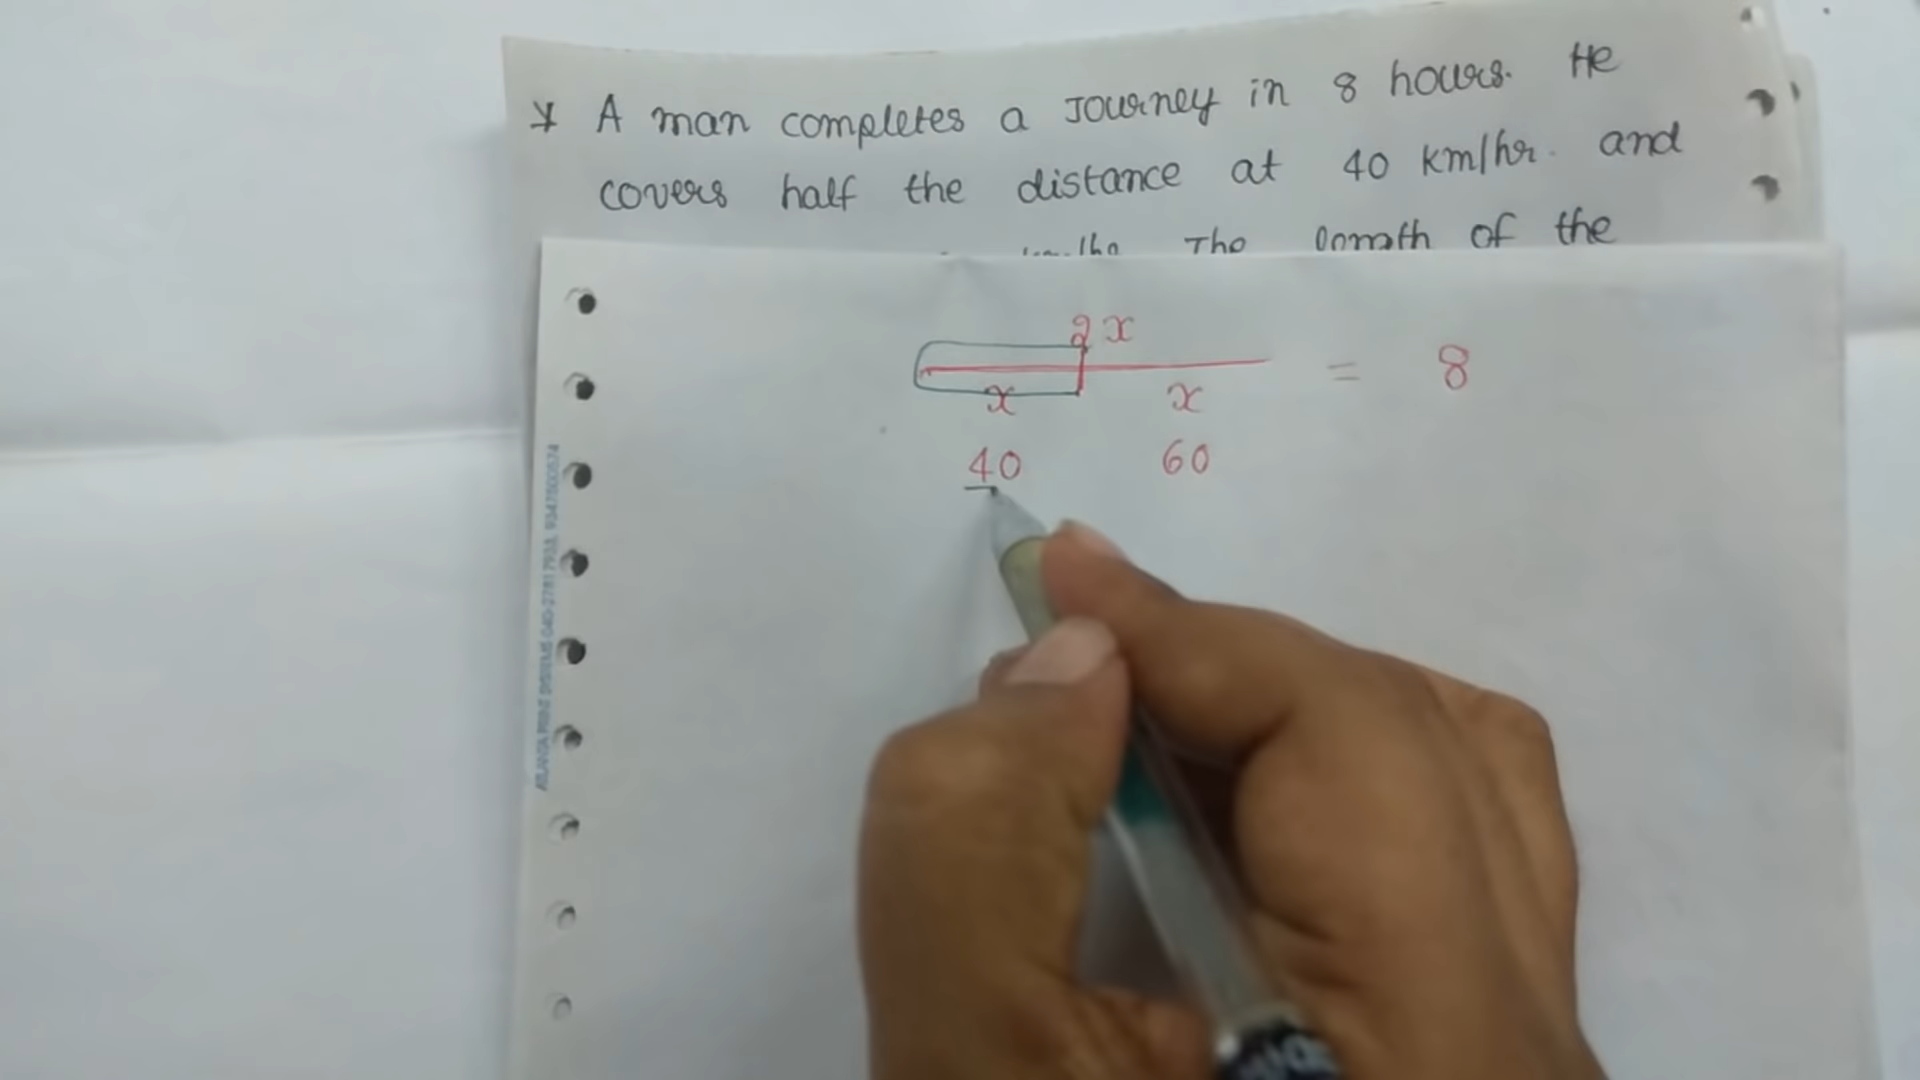 * A man completes a Journey in 8 hours. He
covers half the distance at 40 km/hr. and
The length of the
2x
= 8
x x
40 60